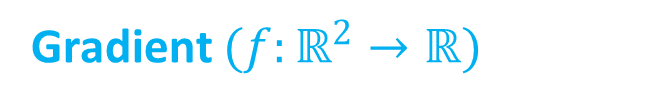 Gradient (𝑓: ℝ² → ℝ)